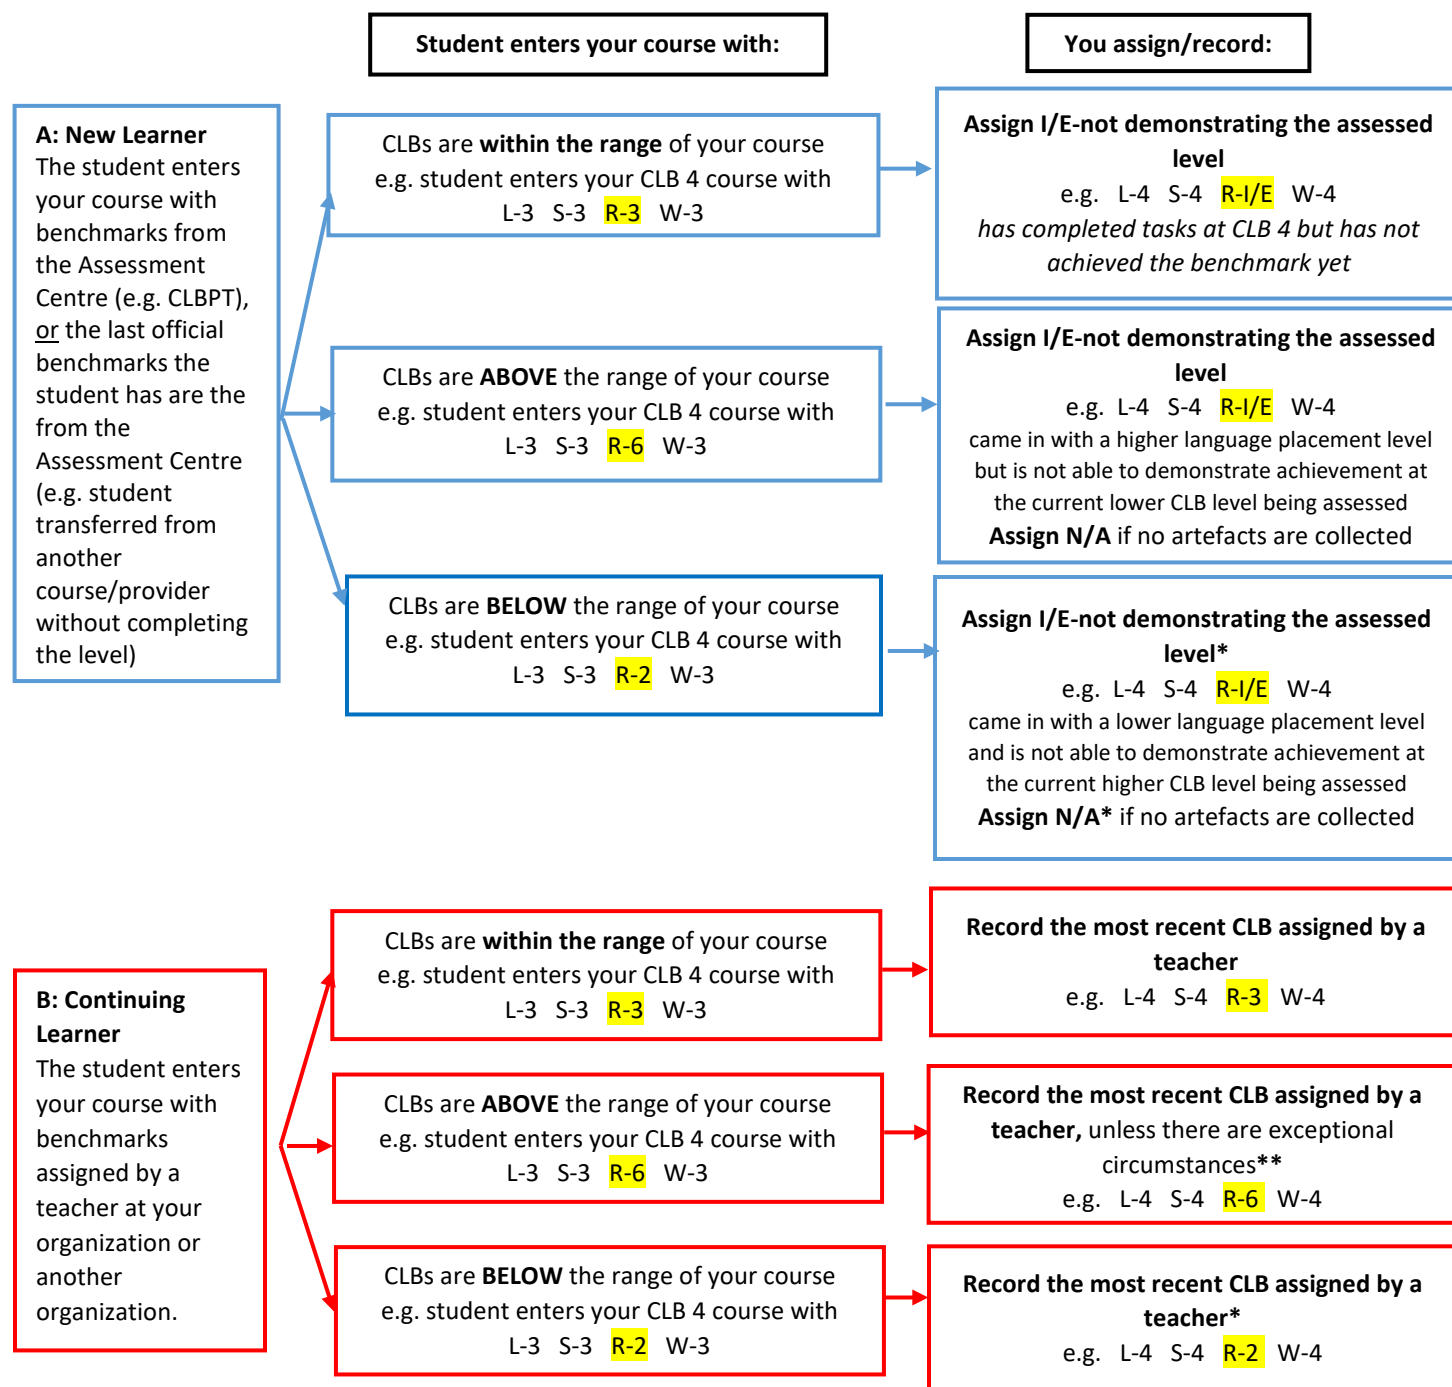 Student enters your course with:
You assign/record:
A: New Learner
The student enters
your course with
benchmarks from
the Assessment
Centre (e.g. CLBPT),
or the last official
benchmarks the
student has are the
from the
Assessment Centre
(e.g. student
transferred from
another
course/provider
without completing
the level)
CLBs are within the range of your course
e.g. student enters your CLB 4 course with
L-3 S-3 R-3 W-3
Assign I/E-not demonstrating the assessed
level
e.g. L-4 S-4 R-I/E W-4
has completed tasks at CLB 4 but has not
achieved the benchmark yet
CLBs are ABOVE the range of your course
e.g. student enters your CLB 4 course with
L-3 S-3 R-6 W-3
Assign I/E-not demonstrating the assessed
level
e.g. L-4 S-4 R-I/E W-4
came in with a higher language placement level
but is not able to demonstrate achievement at
the current lower CLB level being assessed
Assign N/A if no artefacts are collected
CLBs are BELOW the range of your course
e.g. student enters your CLB 4 course with
L-3 S-3 R-2 W-3
Assign I/E-not demonstrating the assessed
level*
e.g. L-4 S-4 R-I/E W-4
came in with a lower language placement level
and is not able to demonstrate achievement at
the current higher CLB level being assessed
Assign N/A* if no artefacts are collected
B: Continuing
Learner
The student enters
your course with
benchmarks
assigned by a
teacher at your
organization or
another
organization.
CLBs are within the range of your course
e.g. student enters your CLB 4 course with
L-3 S-3 R-3 W-3
Record the most recent CLB assigned by a
teacher
e.g. L-4 S-4 R-3 W-4
CLBs are ABOVE the range of your course
e.g. student enters your CLB 4 course with
L-3 S-3 R-6 W-3
Record the most recent CLB assigned by a
teacher, unless there are exceptional
circumstances**
e.g. L-4 S-4 R-6 W-4
CLBs are BELOW the range of your course
e.g. student enters your CLB 4 course with
L-3 S-3 R-2 W-3
Record the most recent CLB assigned by a
teacher*
e.g. L-4 S-4 R-2 W-4